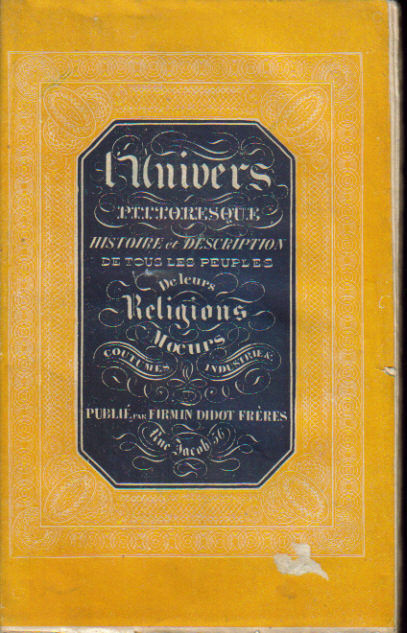 L'Univers
PITTORESQUE
HISTOIRE et DESCRIPTION
DE TOUS LES PEUPLES
De leurs
Religions
Mœurs
COUTUMES INDUSTRIE &c
PUBLIÉ PAR FIRMIN DIDOT FRÈRES
Rue Jacob 56